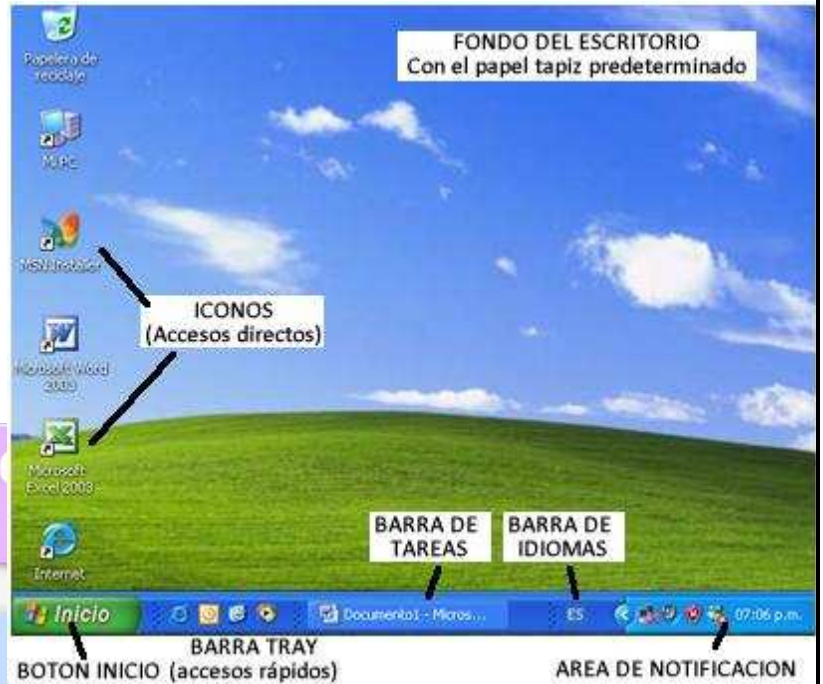 FONDO DEL ESCRITORIO
Con el papel tapiz predeterminado
Papelera de
reciclaje
Mi PC
MSN Installer
ICONOS
(Accesos directos)
Microsoft Word
2003
Microsoft
Excel 2003
Internet
BARRA DE
TAREAS
BARRA DE
IDIOMAS
Inicio
Documento1 - Micros...
ES
07:06 p.m.
BARRA TRAY
BOTON INICIO (accesos rápidos)
AREA DE NOTIFICACION